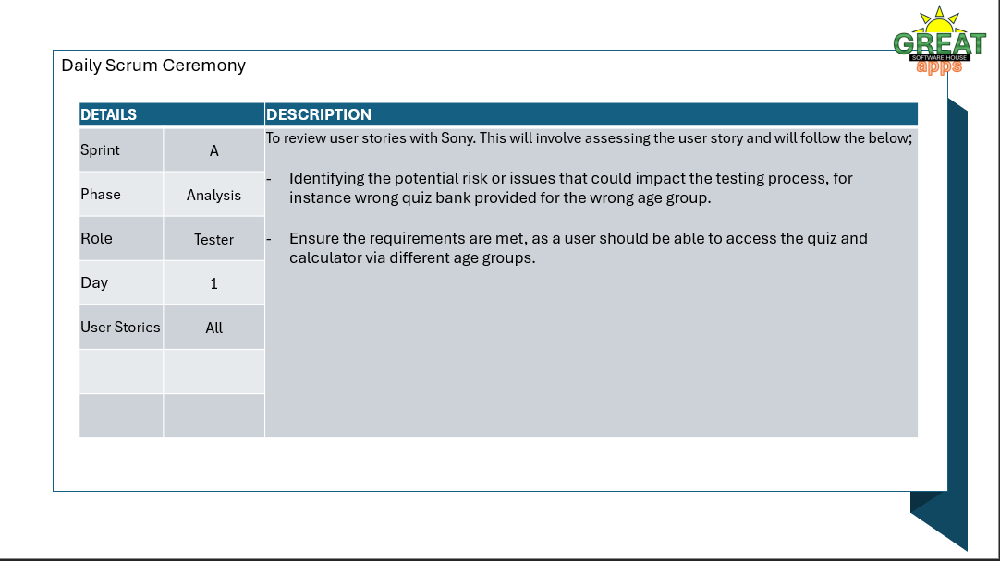 GREAT
SOFTWARE HOUSE
apps
Daily Scrum Ceremony
DETAILS
DESCRIPTION
Sprint
A
Phase
Analysis
Role
Tester
Day
1
User Stories
All
To review user stories with Sony. This will involve assessing the user story and will follow the below;
- Identifying the potential risk or issues that could impact the testing process, for
instance wrong quiz bank provided for the wrong age group.
- Ensure the requirements are met, as a user should be able to access the quiz and
calculator via different age groups.